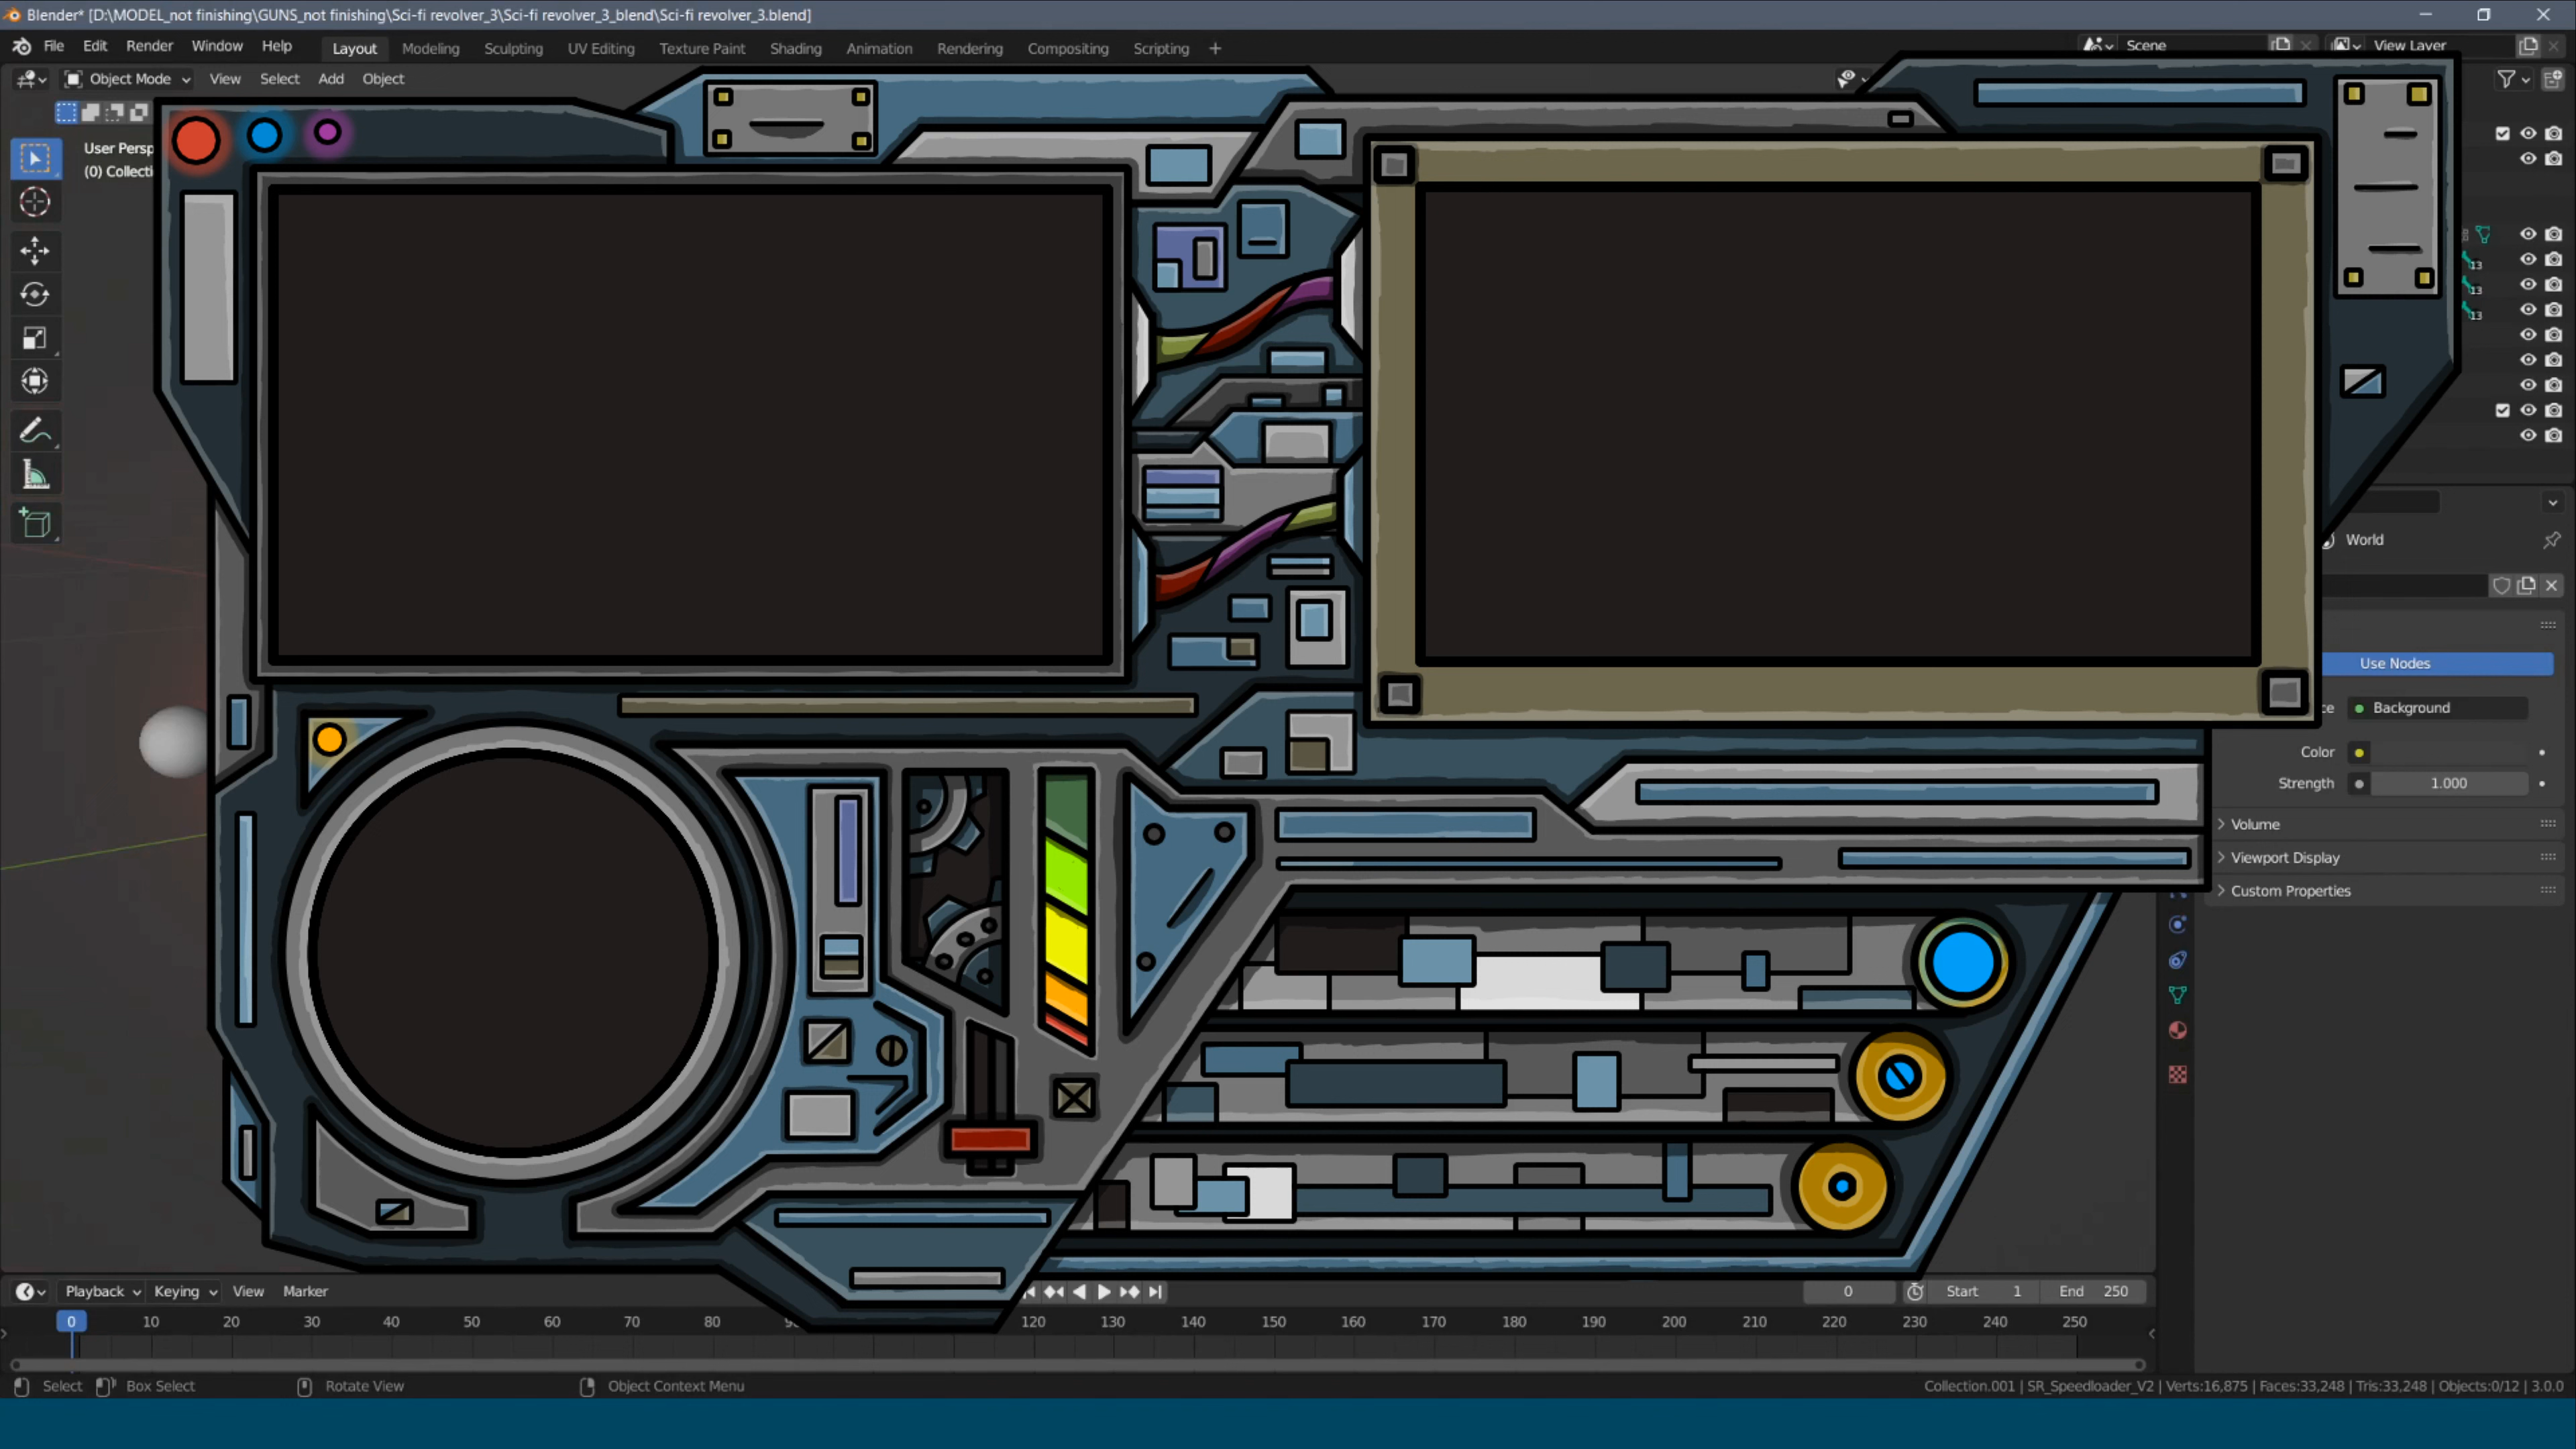 Blender* [D:\MODEL_not finishing\GUNS_not finishing\Sci-fi revolver_3\Sci-fi revolver_3_blend\Sci-fi revolver_3.blend]
File Edit Render Window Help Layout Modeling Sculpting UV Editing Texture Paint Shading Animation Rendering Compositing Scripting + Scene View Layer
Object Mode View Select Add Object
User Persp
(0) Collecti
13
13
13
World
Use Nodes
ce Background
Color
Strength 1.000
Volume
Viewport Display
Custom Properties
Playback Keying View Marker 0 Start 1 End 250
0 10 20 30 40 50 60 70 80 120 130 140 150 160 170 180 190 200 210 220 230 240 250
Select Box Select Rotate View Object Context Menu Collection.001 | SR_Speedloader_V2 | Verts:16,875 | Faces:33,248 | Tris:33,248 | Objects:0/12 | 3.0.0